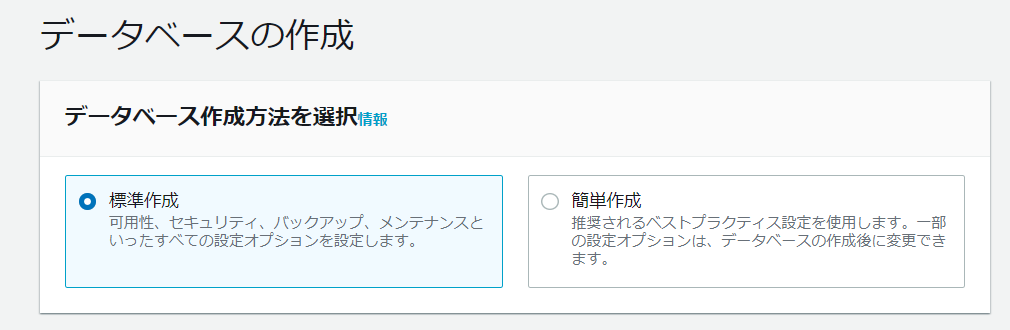 データベースの作成
データベース作成方法を選択情報
標準作成
可用性、セキュリティ、バックアップ、メンテナンスと
いったすべての設定オプションを設定します。
簡単作成
推奨されるベストプラクティス設定を使用します。一部
の設定オプションは、データベースの作成後に変更でき
ます。